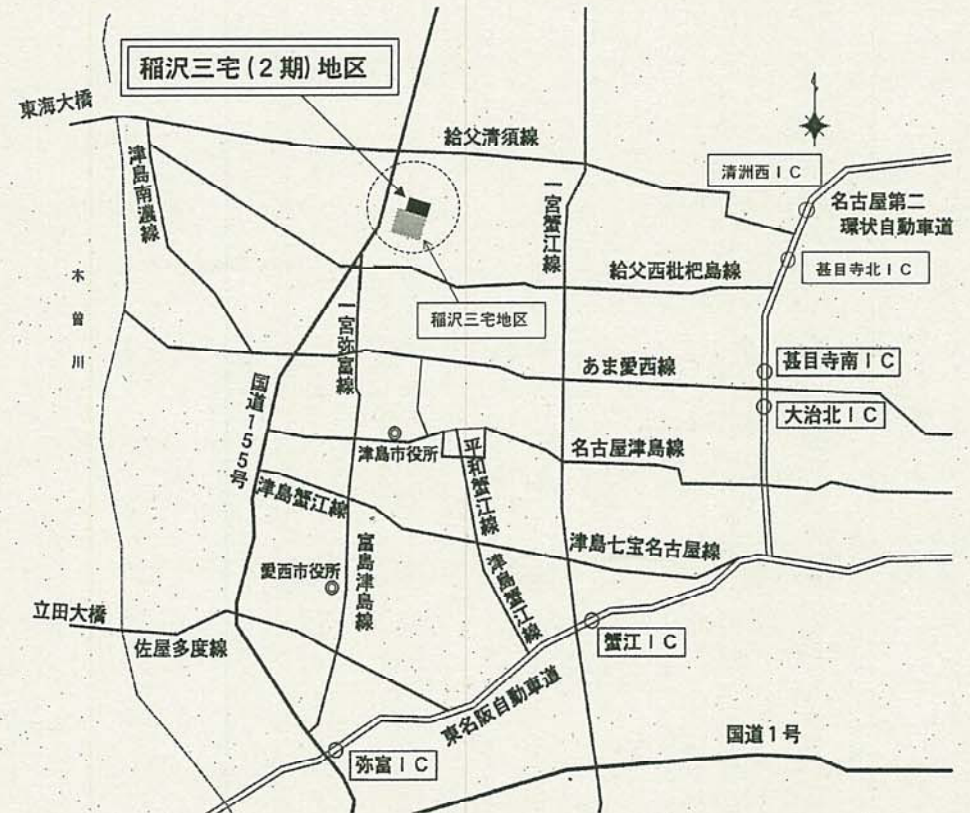 稲沢三宅(2期)地区
東海大橋
給父清須線
清洲西IC
津島南濃線
一宮蟹江線
名古屋第二
環状自動車道
木曽川
給父西枇杷島線
甚目寺北IC
稲沢三宅地区
一宮弥富線
あま愛西線
甚目寺南IC
国道155号
大治北IC
津島市役所
平和蟹江線
名古屋津島線
津島蟹江線
富島津島線
津島七宝名古屋線
愛西市役所
津島蟹江線
立田大橋
佐屋多度線
蟹江IC
東名阪自動車道
国道1号
弥富IC